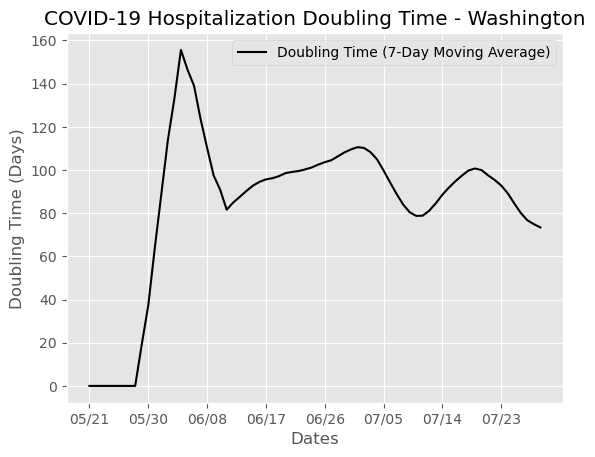 COVID-19 Hospitalization Doubling Time - Washington
Doubling Time (7-Day Moving Average)
Doubling Time (Days)
160
140
120
100
80
60
40
20
0
05/21 05/30 06/08 06/17 06/26 07/05 07/14 07/23
Dates